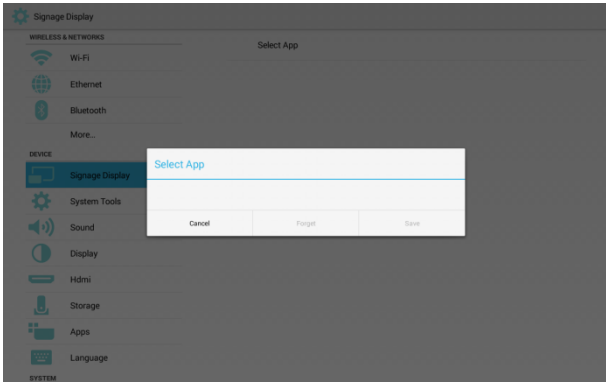 Signage Display
WIRELESS & NETWORKS
Select App
Wi-Fi
Ethernet
Bluetooth
More...
DEVICE
Signage Display
System Tools
Sound
Display
Hdmi
Storage
Apps
Language
SYSTEM
Select App
Cancel
Forget
Save